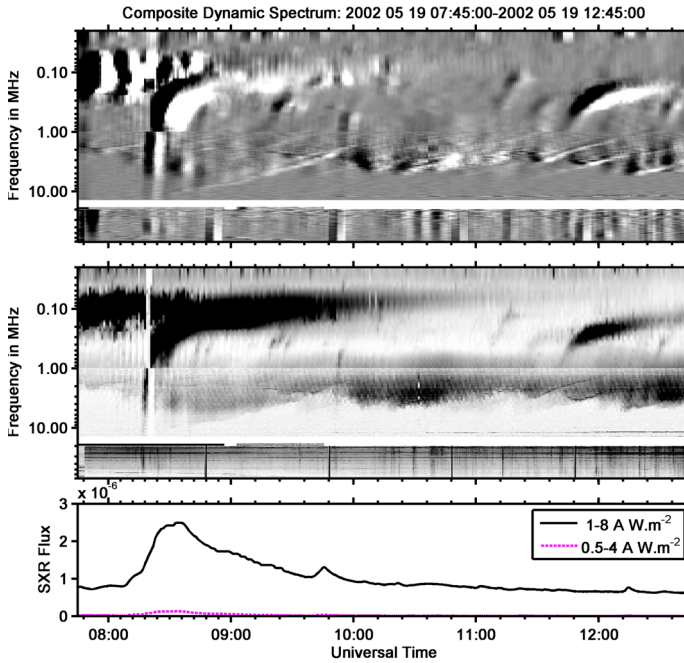 Composite Dynamic Spectrum: 2002 05 19 07:45:00-2002 05 19 12:45:00
Frequency in MHz
0.10
1.00
10.00
Frequency in MHz
0.10
1.00
10.00
x 10-6
SXR Flux
3
2
1
0
1-8 A W.m-2
0.5-4 A W.m-2
08:00 09:00 10:00 11:00 12:00
Universal Time